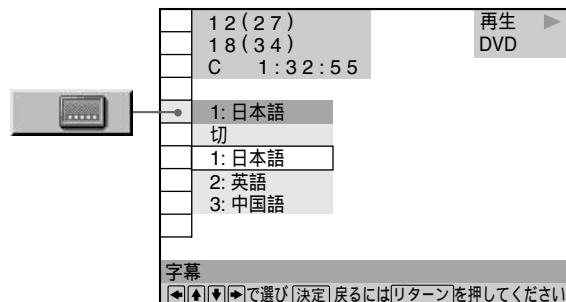 12(27)
18(34)
C 1:32:55
再生 ▶
DVD
1: 日本語
切
1: 日本語
2: 英語
3: 中国語
字幕
←↑↓→で選び 決定 戻るには リターン を押してください